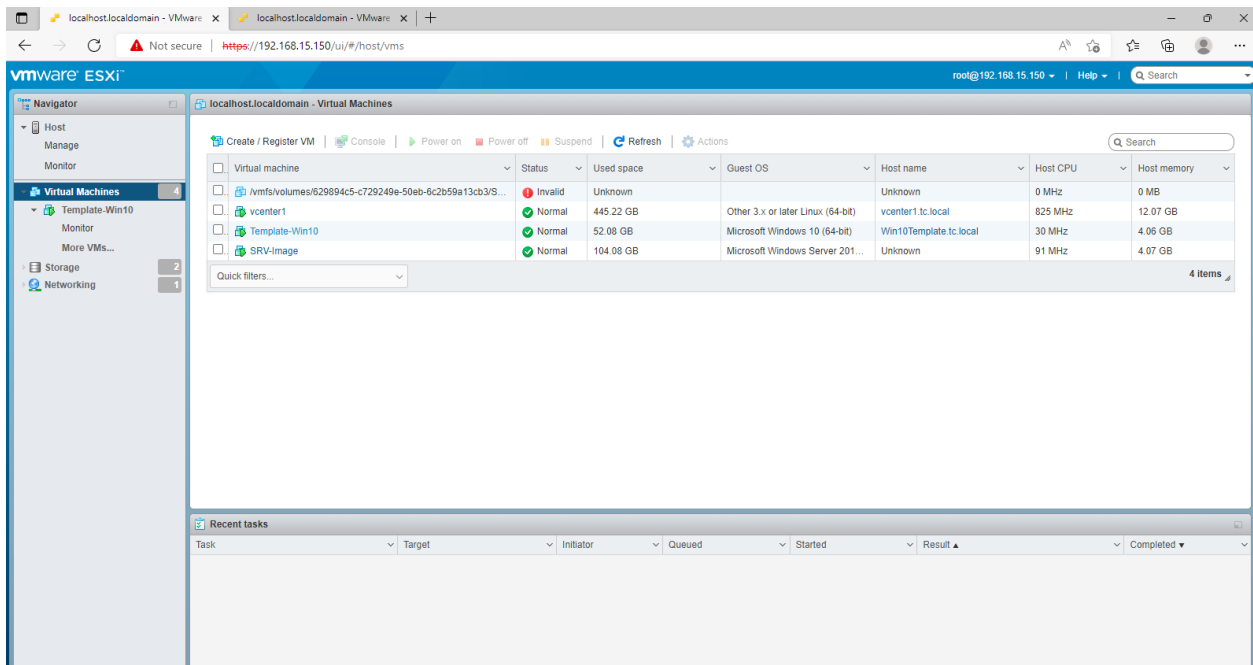 localhost.localdomain - VMware
localhost.localdomain - VMware
Not secure | https://192.168.15.150/ui/#/host/vms
vmware ESXi™
root@192.168.15.150 | Help | Search
Navigator
Host
Manage
Monitor
Virtual Machines 4
Template-Win10
Monitor
More VMs...
Storage 2
Networking 1
localhost.localdomain - Virtual Machines
Create / Register VM | Console | Power on Power off Suspend | Refresh | Actions
Search
Virtual machine Status Used space Guest OS Host name Host CPU Host memory
/vmfs/volumes/629894c5-c729249e-50eb-6c2b59a13cb3/S... Invalid Unknown Unknown 0 MHz 0 MB
vcenter1 Normal 445.22 GB Other 3.x or later Linux (64-bit) vcenter1.tc.local 825 MHz 12.07 GB
Template-Win10 Normal 52.08 GB Microsoft Windows 10 (64-bit) Win10Template.tc.local 30 MHz 4.06 GB
SRV-Image Normal 104.08 GB Microsoft Windows Server 201... Unknown 91 MHz 4.07 GB
Quick filters...
4 items
Recent tasks
Task Target Initiator Queued Started Result Completed